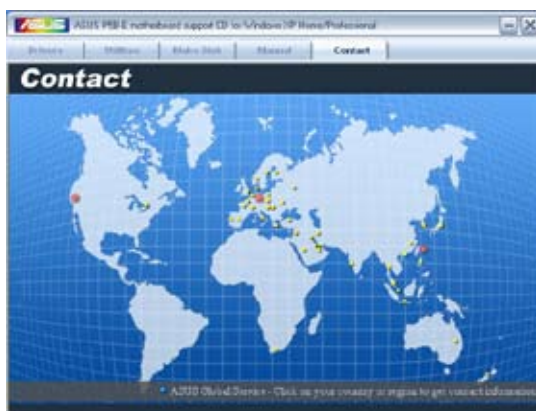 ASUS ASUS P5B-E motherboard support CD for Windows XP Home/Professional
Drivers Utilities Make Disk Manual Contact
Contact
ASUS Global Service - Click on your country or region to get contact information